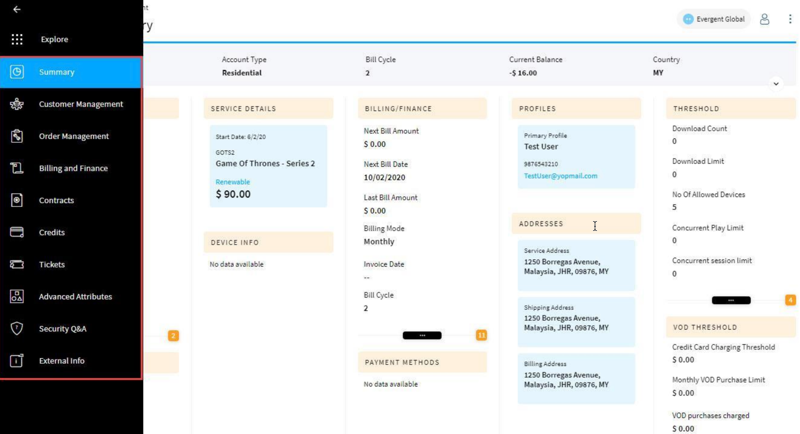 nt
ry
Evergent Global
Explore
Summary
Customer Management
Order Management
Billing and Finance
Contracts
Credits
Tickets
Advanced Attributes
Security Q&A
External Info
Account Type
Residential
Bill Cycle
2
Current Balance
-$ 16.00
Country
MY
2
SERVICE DETAILS
Start Date: 6/2/20
GOTS2
Game Of Thrones - Series 2
Renewable
$ 90.00
DEVICE INFO
No data available
BILLING/FINANCE
Next Bill Amount
$ 0.00
Next Bill Date
10/02/2020
Last Bill Amount
$ 0.00
Billing Mode
Monthly
Invoice Date
--
Bill Cycle
2
...
11
PAYMENT METHODS
No data available
PROFILES
Primary Profile
Test User
9876543210
TestUser@yopmail.com
ADDRESSES
Service Address
1250 Borregas Avenue,
Malaysia, JHR, 09876, MY
Shipping Address
1250 Borregas Avenue,
Malaysia, JHR, 09876, MY
Billing Address
1250 Borregas Avenue,
Malaysia, JHR, 09876, MY
THRESHOLD
Download Count
0
Download Limit
0
No Of Allowed Devices
5
Concurrent Play Limit
0
Concurrent session limit
0
...
4
VOD THRESHOLD
Credit Card Charging Threshold
$ 0.00
Monthly VOD Purchase Limit
$ 0.00
VOD purchases charged
$ 0.00